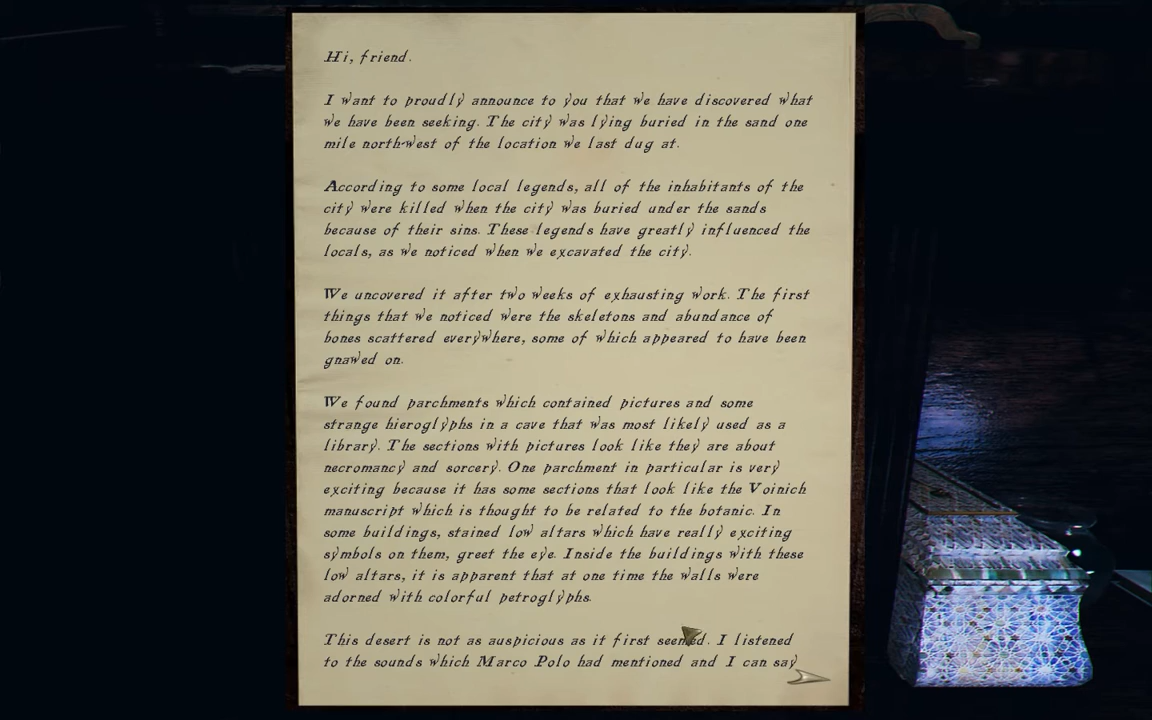 Hi, friend.
I want to proudly announce to you that we have discovered what
we have been seeking. The city was lying buried in the sand one
mile north-west of the location we last dug at.
According to some local legends, all of the inhabitants of the
city were killed when the city was buried under the sands
because of their sins. These legends have greatly influenced the
locals, as we noticed when we excavated the city.
We uncovered it after two weeks of exhausting work. The first
things that we noticed were the skeletons and abundance of
bones scattered everywhere, some of which appeared to have been
gnawed on.
We found parchments which contained pictures and some
strange hieroglyphs in a cave that was most likely used as a
library. The sections with pictures look like they are about
necromancy and sorcery. One parchment in particular is very
exciting because it has some sections that look like the Voinich
manuscript which is thought to be related to the botanic. In
some buildings, stained low altars which have really exciting
symbols on them, greet the eye. Inside the buildings with these
low altars, it is apparent that at one time the walls were
adorned with colorful petroglyphs.
This desert is not as auspicious as it first seemed. I listened
to the sounds which Marco Polo had mentioned and I can say